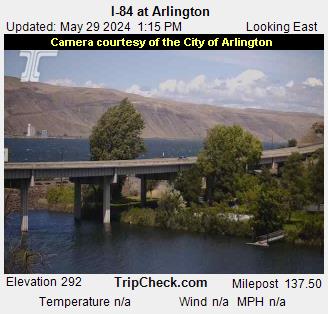 I-84 at Arlington
Updated: May 29 2024 1:15 PM Looking East
Camera courtesy of the City of Arlington
Elevation 292 TripCheck.com Milepost 137.50
Temperature n/a Wind n/a MPH n/a